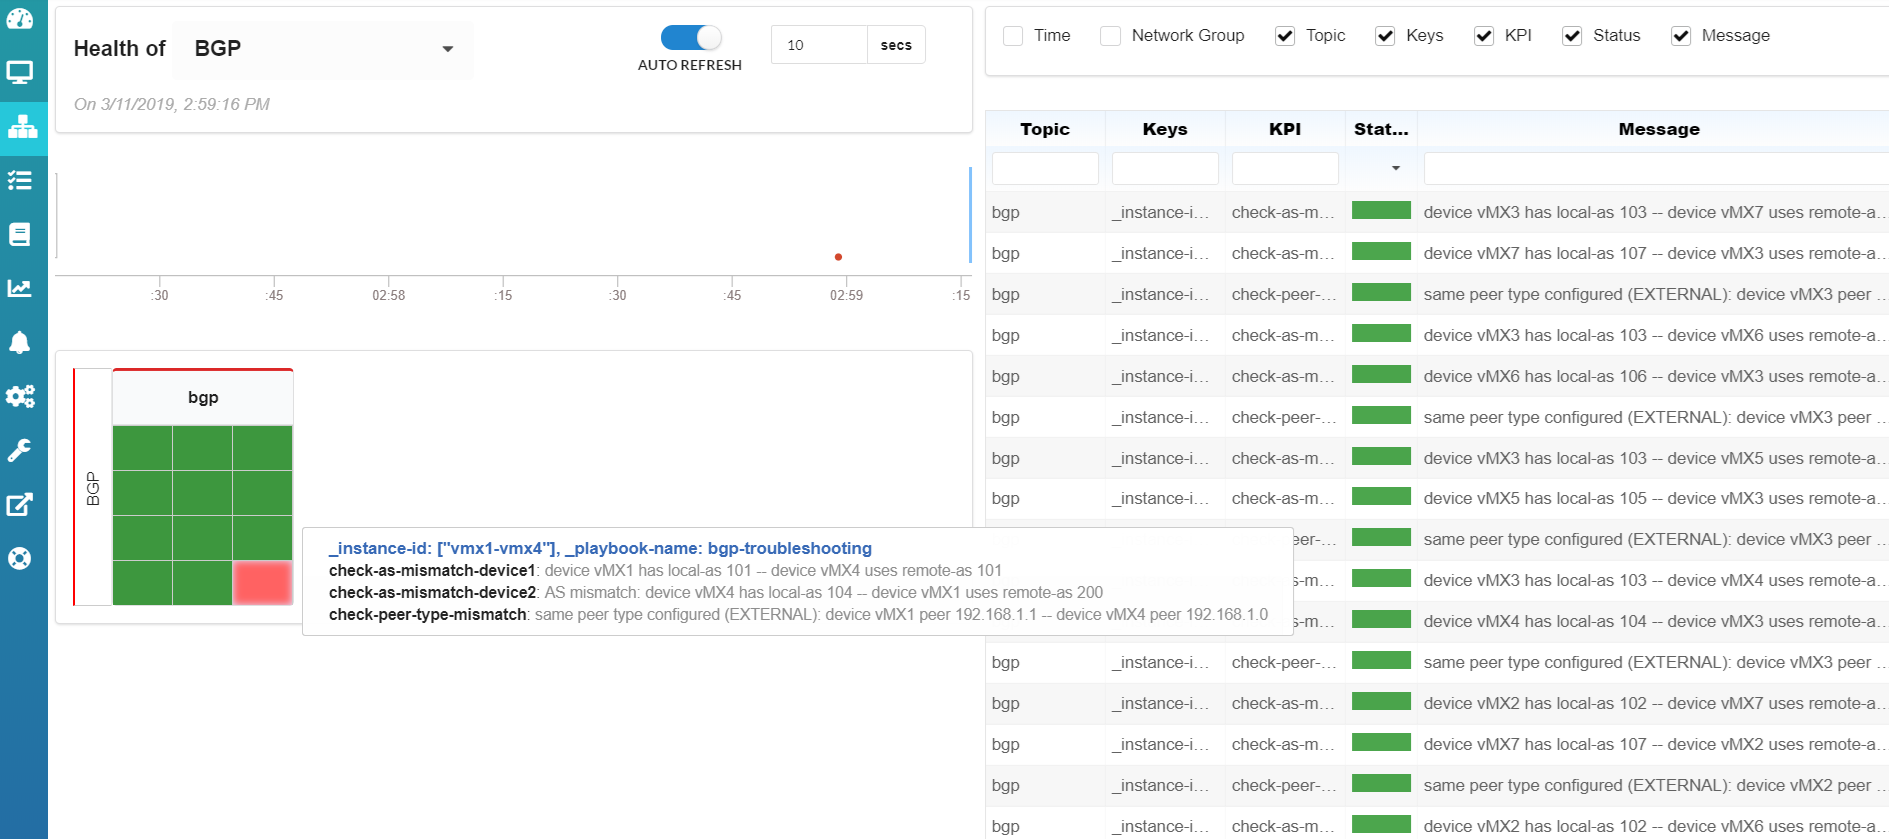 Health of BGP
AUTO REFRESH
10 secs
On 3/11/2019, 2:59:16 PM
:30 :45 02:58 :15 :30 :45 02:59 :15
bgp
BGP
_instance-id: ["vmx1-vmx4"], _playbook-name: bgp-troubleshooting
check-as-mismatch-device1: device vMX1 has local-as 101 -- device vMX4 uses remote-as 101
check-as-mismatch-device2: AS mismatch: device vMX4 has local-as 104 -- device vMX1 uses remote-as 200
check-peer-type-mismatch: same peer type configured (EXTERNAL): device vMX1 peer 192.168.1.1 -- device vMX4 peer 192.168.1.0
Time Network Group Topic Keys KPI Status Message
Topic Keys KPI Stat... Message
bgp _instance-i... check-as-m... device vMX3 has local-as 103 -- device vMX7 uses remote-a...
bgp _instance-i... check-as-m... device vMX7 has local-as 107 -- device vMX3 uses remote-a...
bgp _instance-i... check-peer-... same peer type configured (EXTERNAL): device vMX3 peer ...
bgp _instance-i... check-as-m... device vMX3 has local-as 103 -- device vMX6 uses remote-a...
bgp _instance-i... check-as-m... device vMX6 has local-as 106 -- device vMX3 uses remote-a...
bgp _instance-i... check-peer-... same peer type configured (EXTERNAL): device vMX3 peer ...
bgp _instance-i... check-as-m... device vMX3 has local-as 103 -- device vMX5 uses remote-a...
bgp _instance-i... check-as-m... device vMX5 has local-as 105 -- device vMX3 uses remote-a...
er-... same peer type configured (EXTERNAL): device vMX3 peer ...
s-m... device vMX3 has local-as 103 -- device vMX4 uses remote-a...
s-m... device vMX4 has local-as 104 -- device vMX3 uses remote-a...
bgp _instance-i... check-peer-... same peer type configured (EXTERNAL): device vMX3 peer ...
bgp _instance-i... check-as-m... device vMX2 has local-as 102 -- device vMX7 uses remote-a...
bgp _instance-i... check-as-m... device vMX7 has local-as 107 -- device vMX2 uses remote-a...
bgp _instance-i... check-peer-... same peer type configured (EXTERNAL): device vMX2 peer ...
bgp _instance-i... check-as-m... device vMX2 has local-as 102 -- device vMX6 uses remote-a...